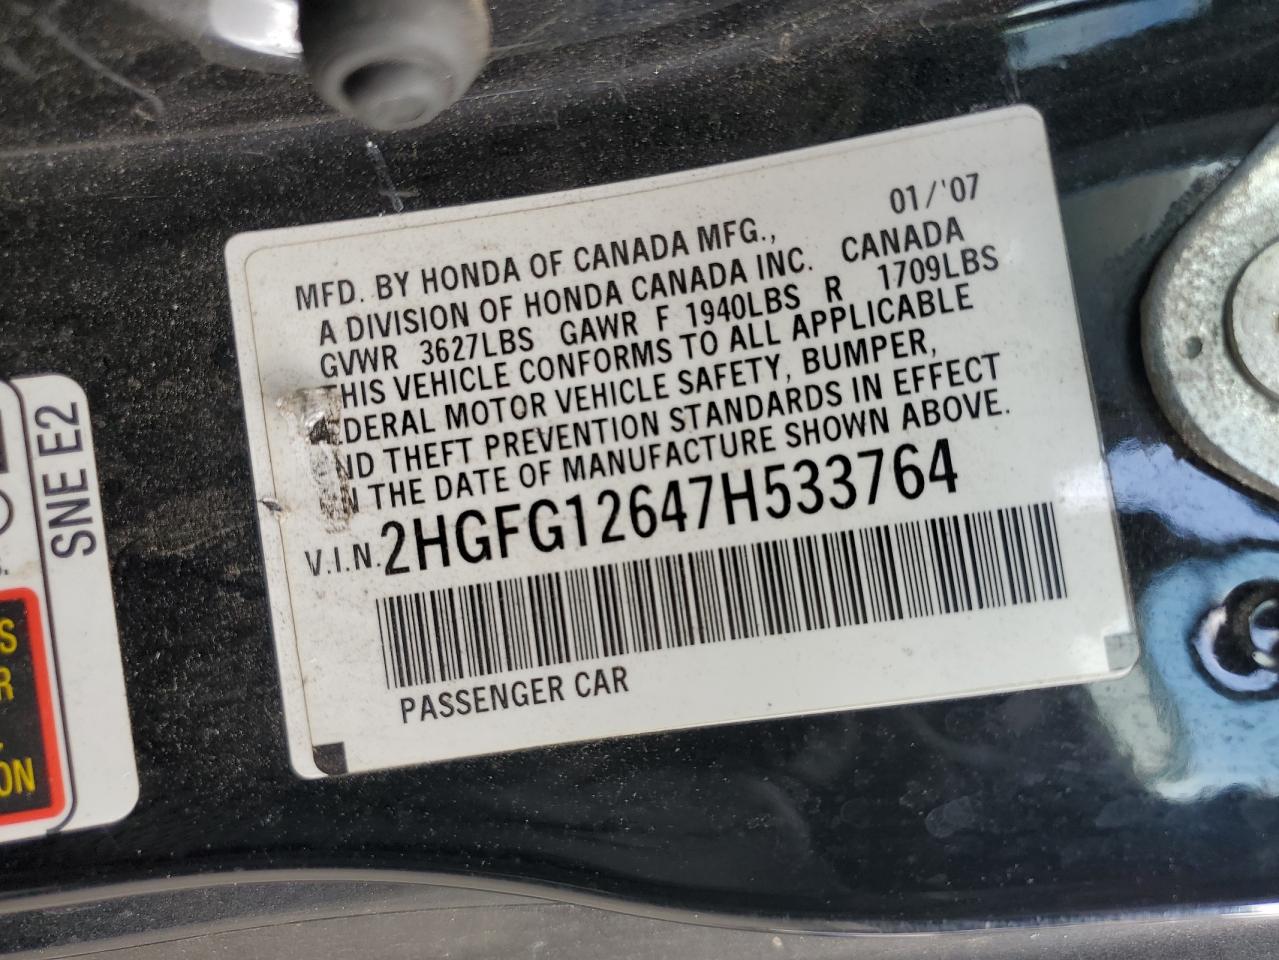 01/'07
MFD. BY HONDA OF CANADA MFG.,
A DIVISION OF HONDA CANADA INC. CANADA
GVWR 3627LBS GAWR F 1940LBS R 1709LBS
HIS VEHICLE CONFORMS TO ALL APPLICABLE
DERAL MOTOR VEHICLE SAFETY, BUMPER,
ND THEFT PREVENTION STANDARDS IN EFFECT
N THE DATE OF MANUFACTURE SHOWN ABOVE.
V.I.N. 2HGFG12647H533764
PASSENGER CAR
SNE E2
S
R
ON